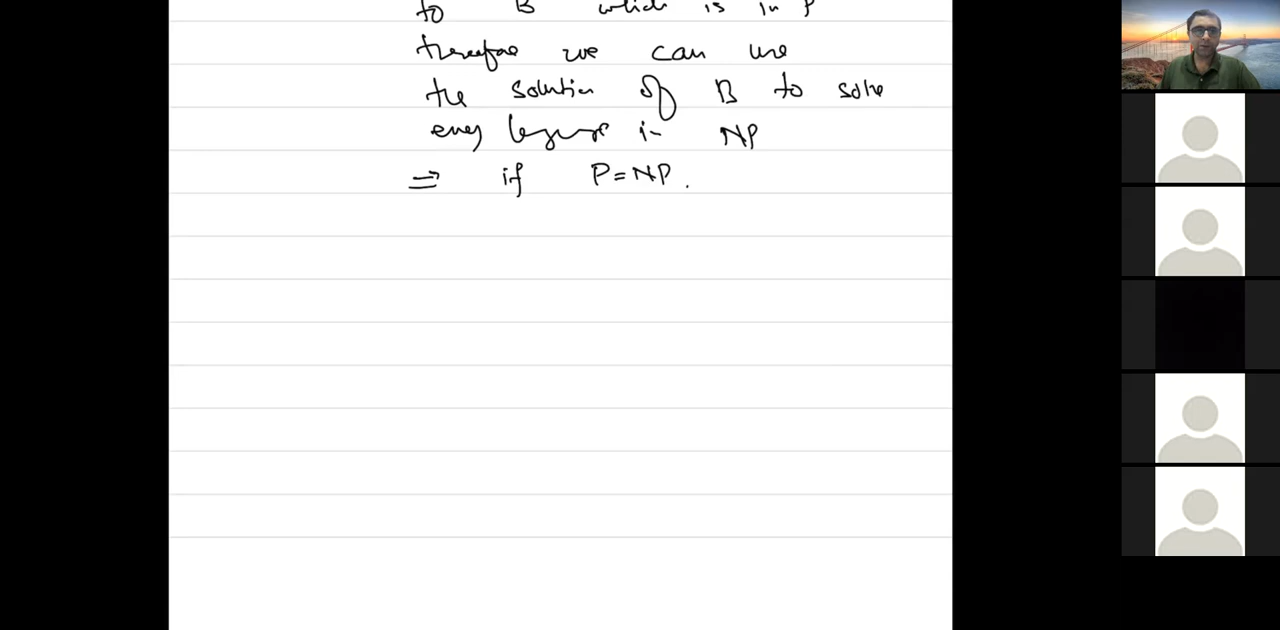 to B which is in P
therefore we can use
the solution of B to solve
every language in NP
⇒ if P=NP.